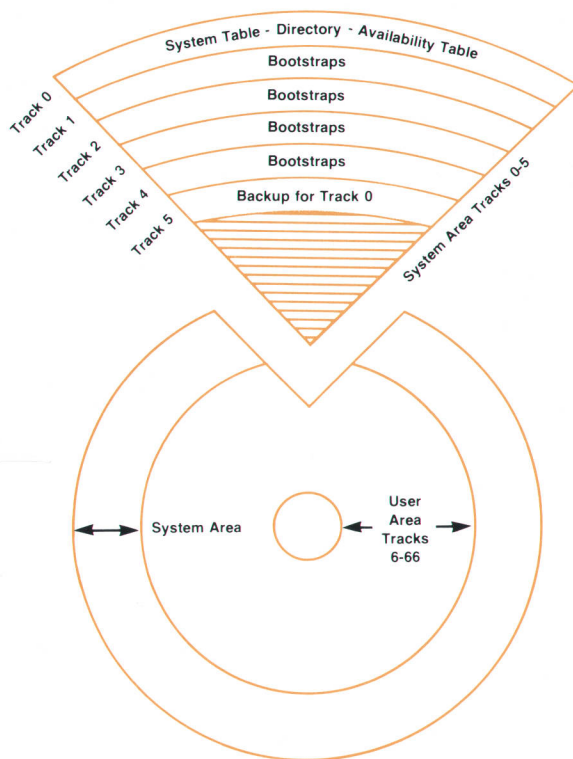 System Table - Directory - Availability Table
Bootstraps
Bootstraps
Bootstraps
Bootstraps
Backup for Track 0
Track 0
Track 1
Track 2
Track 3
Track 4
Track 5
System Area Tracks 0-5
System Area
User
Area
Tracks
6-66